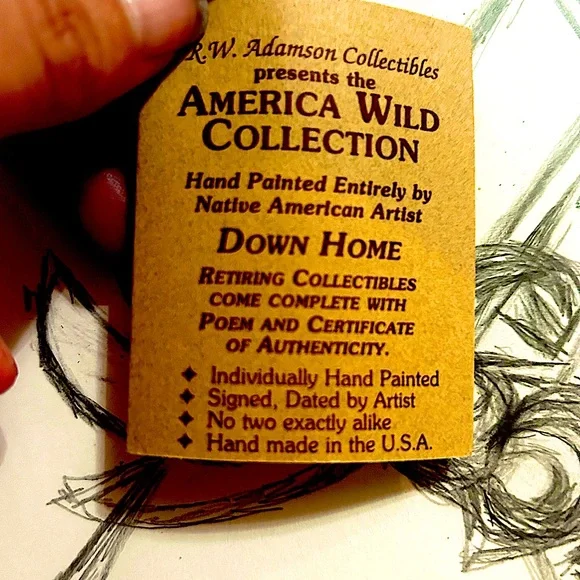 R.W. Adamson Collectibles
presents the
AMERICA WILD
COLLECTION
Hand Painted Entirely by
Native American Artist
DOWN HOME
RETIRING COLLECTIBLES
COME COMPLETE WITH
POEM AND CERTIFICATE
OF AUTHENTICITY.
✦ Individually Hand Painted
✦ Signed, Dated by Artist
✦ No two exactly alike
✦ Hand made in the U.S.A.